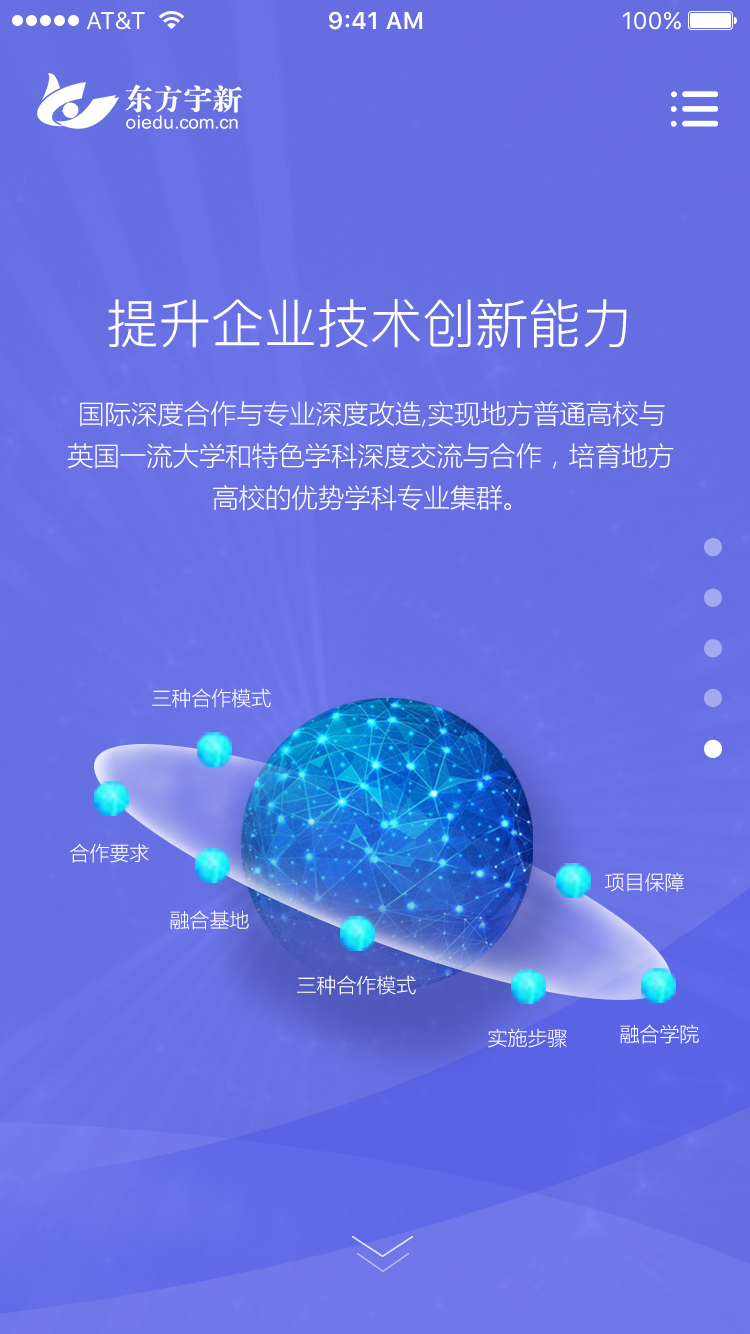 AT&T 9:41 AM 100%
东方宇新
oiedu.com.cn
提升企业技术创新能力
国际深度合作与专业深度改造,实现地方普通高校与
英国一流大学和特色学科深度交流与合作，培育地方
高校的优势学科专业集群。
三种合作模式
合作要求
项目保障
融合基地
三种合作模式
实施步骤
融合学院